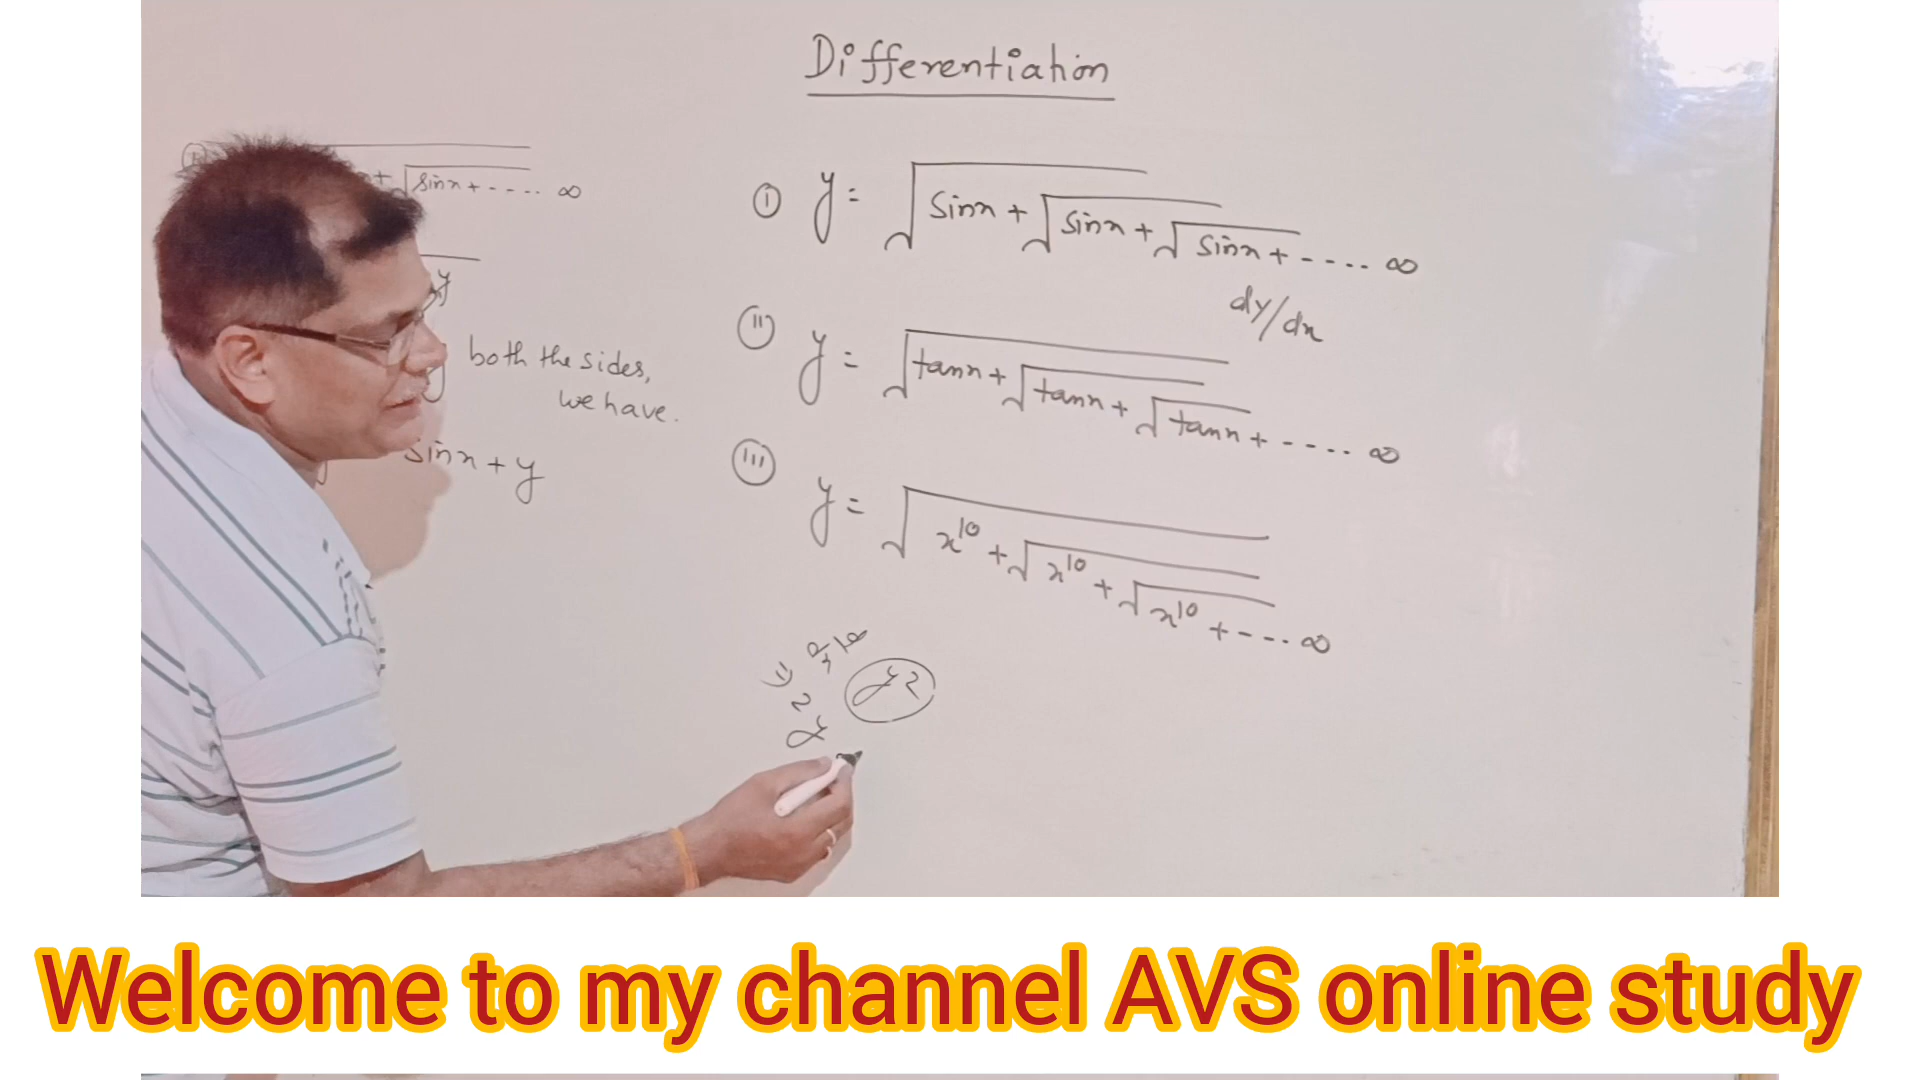 Differentiation
+ √sinx + - - - - ∞
y
both the sides,
we have.
sinx + y
(i) y = √sinx + √sinx + √sinx + - - - - ∞
dy/dx
(ii) y = √tanx + √tanx + √tanx + - - - - ∞
(iii) y = √x¹⁰ + √x¹⁰ + √x¹⁰ + - - - ∞
y²
Welcome to my channel AVS online study